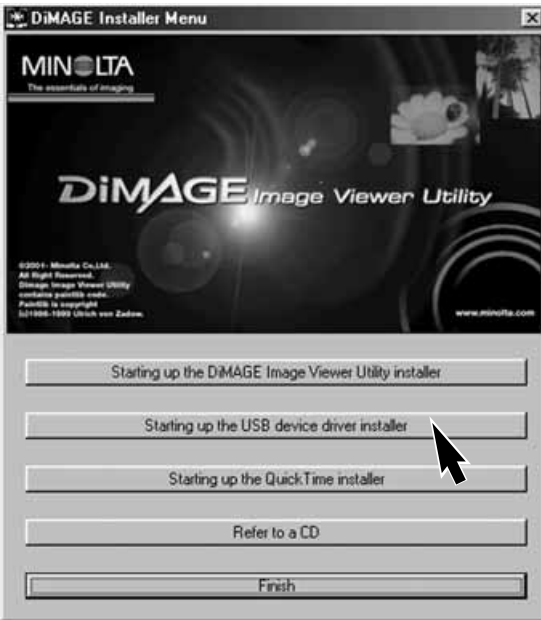 DiMAGE Installer Menu
MINOLTA
The essentials of imaging
DiMAGE Image Viewer Utility
©2001- Minolta Co.,Ltd.
All Right Reserved.
Dimage Image Viewer Utility
contains paintlib code.
Paintlib is copyright
(c)1996-1999 Ulrich von Zadow.
www.minolta.com
Starting up the DiMAGE Image Viewer Utility installer
Starting up the USB device driver installer
Starting up the QuickTime installer
Refer to a CD
Finish